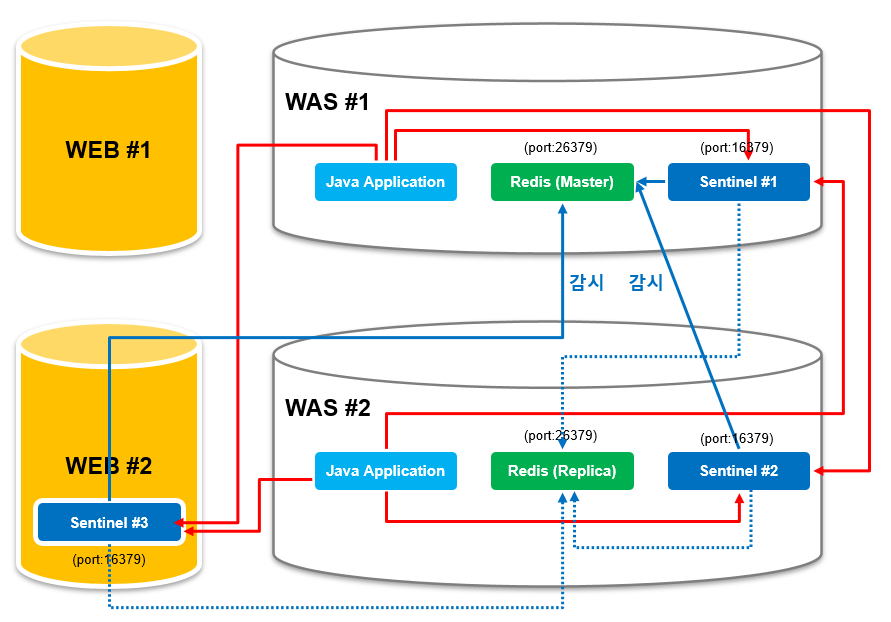 WEB #1
WAS #1
(port:26379)
(port:16379)
Java Application
Redis (Master)
Sentinel #1
감시
감시
WEB #2
Sentinel #3
(port:16379)
WAS #2
(port:26379)
(port:16379)
Java Application
Redis (Replica)
Sentinel #2